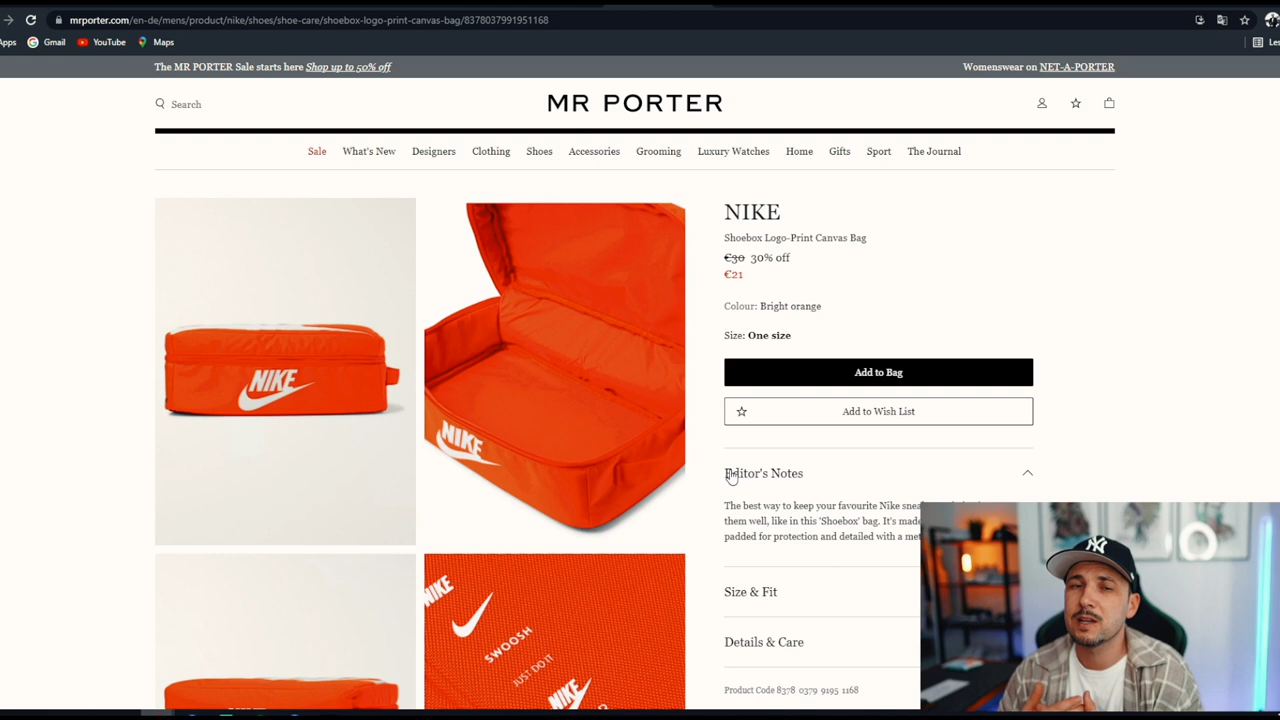 mrporter.com/en-de/mens/product/nike/shoes/shoe-care/shoebox-logo-print-canvas-bag/8378037991951168
Apps Gmail YouTube Maps Les
The MR PORTER Sale starts here Shop up to 50% off
Womenswear on NET-A-PORTER
Search
MR PORTER
Sale What's New Designers Clothing Shoes Accessories Grooming Luxury Watches Home Gifts Sport The Journal
NIKE
Shoebox Logo-Print Canvas Bag
€30 30% off
€21
Colour: Bright orange
Size: One size
Add to Bag
Add to Wish List
Editor's Notes
The best way to keep your favourite Nike
them well, like in this 'Shoebox' bag. It's made
padded for protection and detailed with a
Size & Fit
Details & Care
Product Code 8378 0379 9195 1168
NIKE
NIKE
NIKE
SWOOSH
JUST DO IT
NIKE